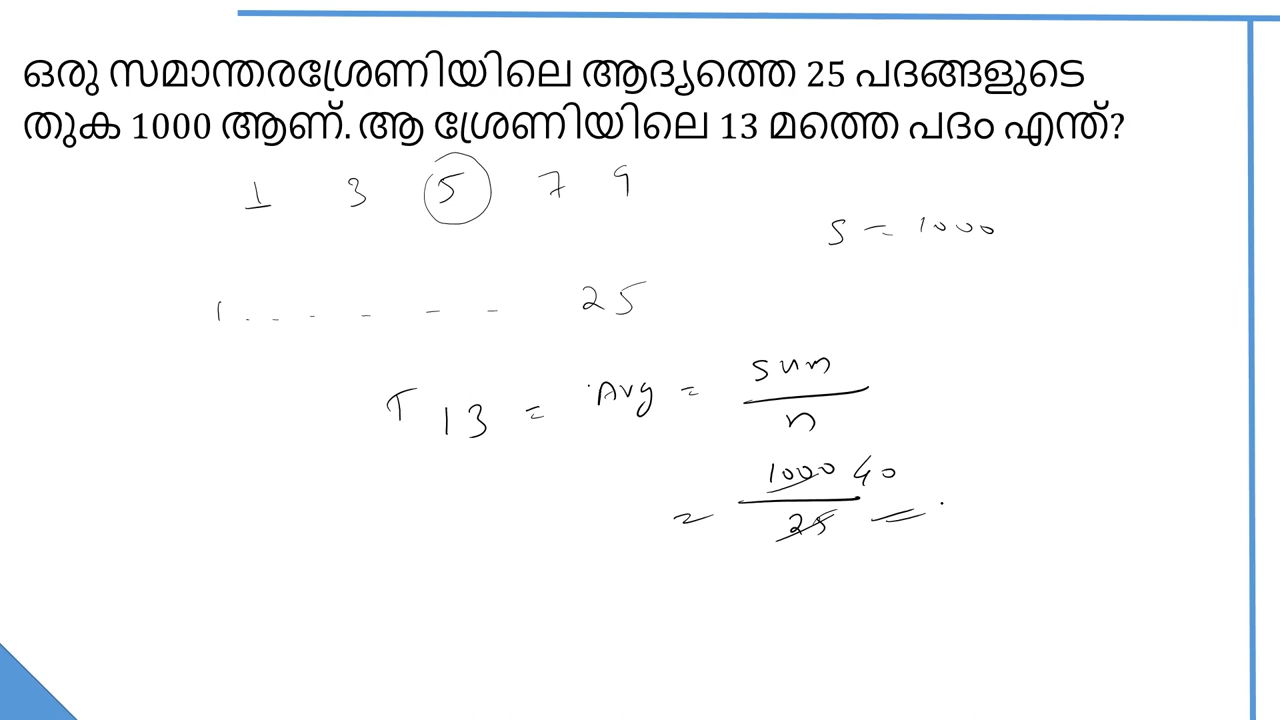 ഒരു സമാന്തരശ്രേണിയിലെ ആദ്യത്തെ 25 പദങ്ങളുടെ
തുക 1000 ആണ്. ആ ശ്രേണിയിലെ 13 മത്തെ പദം എന്ത്?
1 3 5 7 9
S = 1000
1 . . - - - - 25
T 13 = Avg = sum
n
= 1000 40
25 =